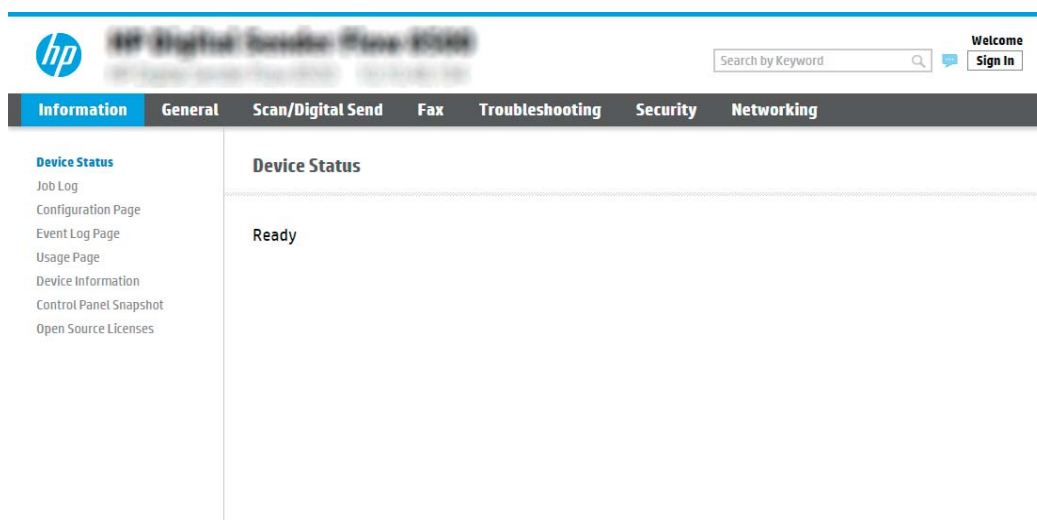 hp
Welcome
Search by Keyword
Sign In
Information General Scan/Digital Send Fax Troubleshooting Security Networking
Device Status
Job Log
Configuration Page
Event Log Page
Usage Page
Device Information
Control Panel Snapshot
Open Source Licenses
Device Status
Ready